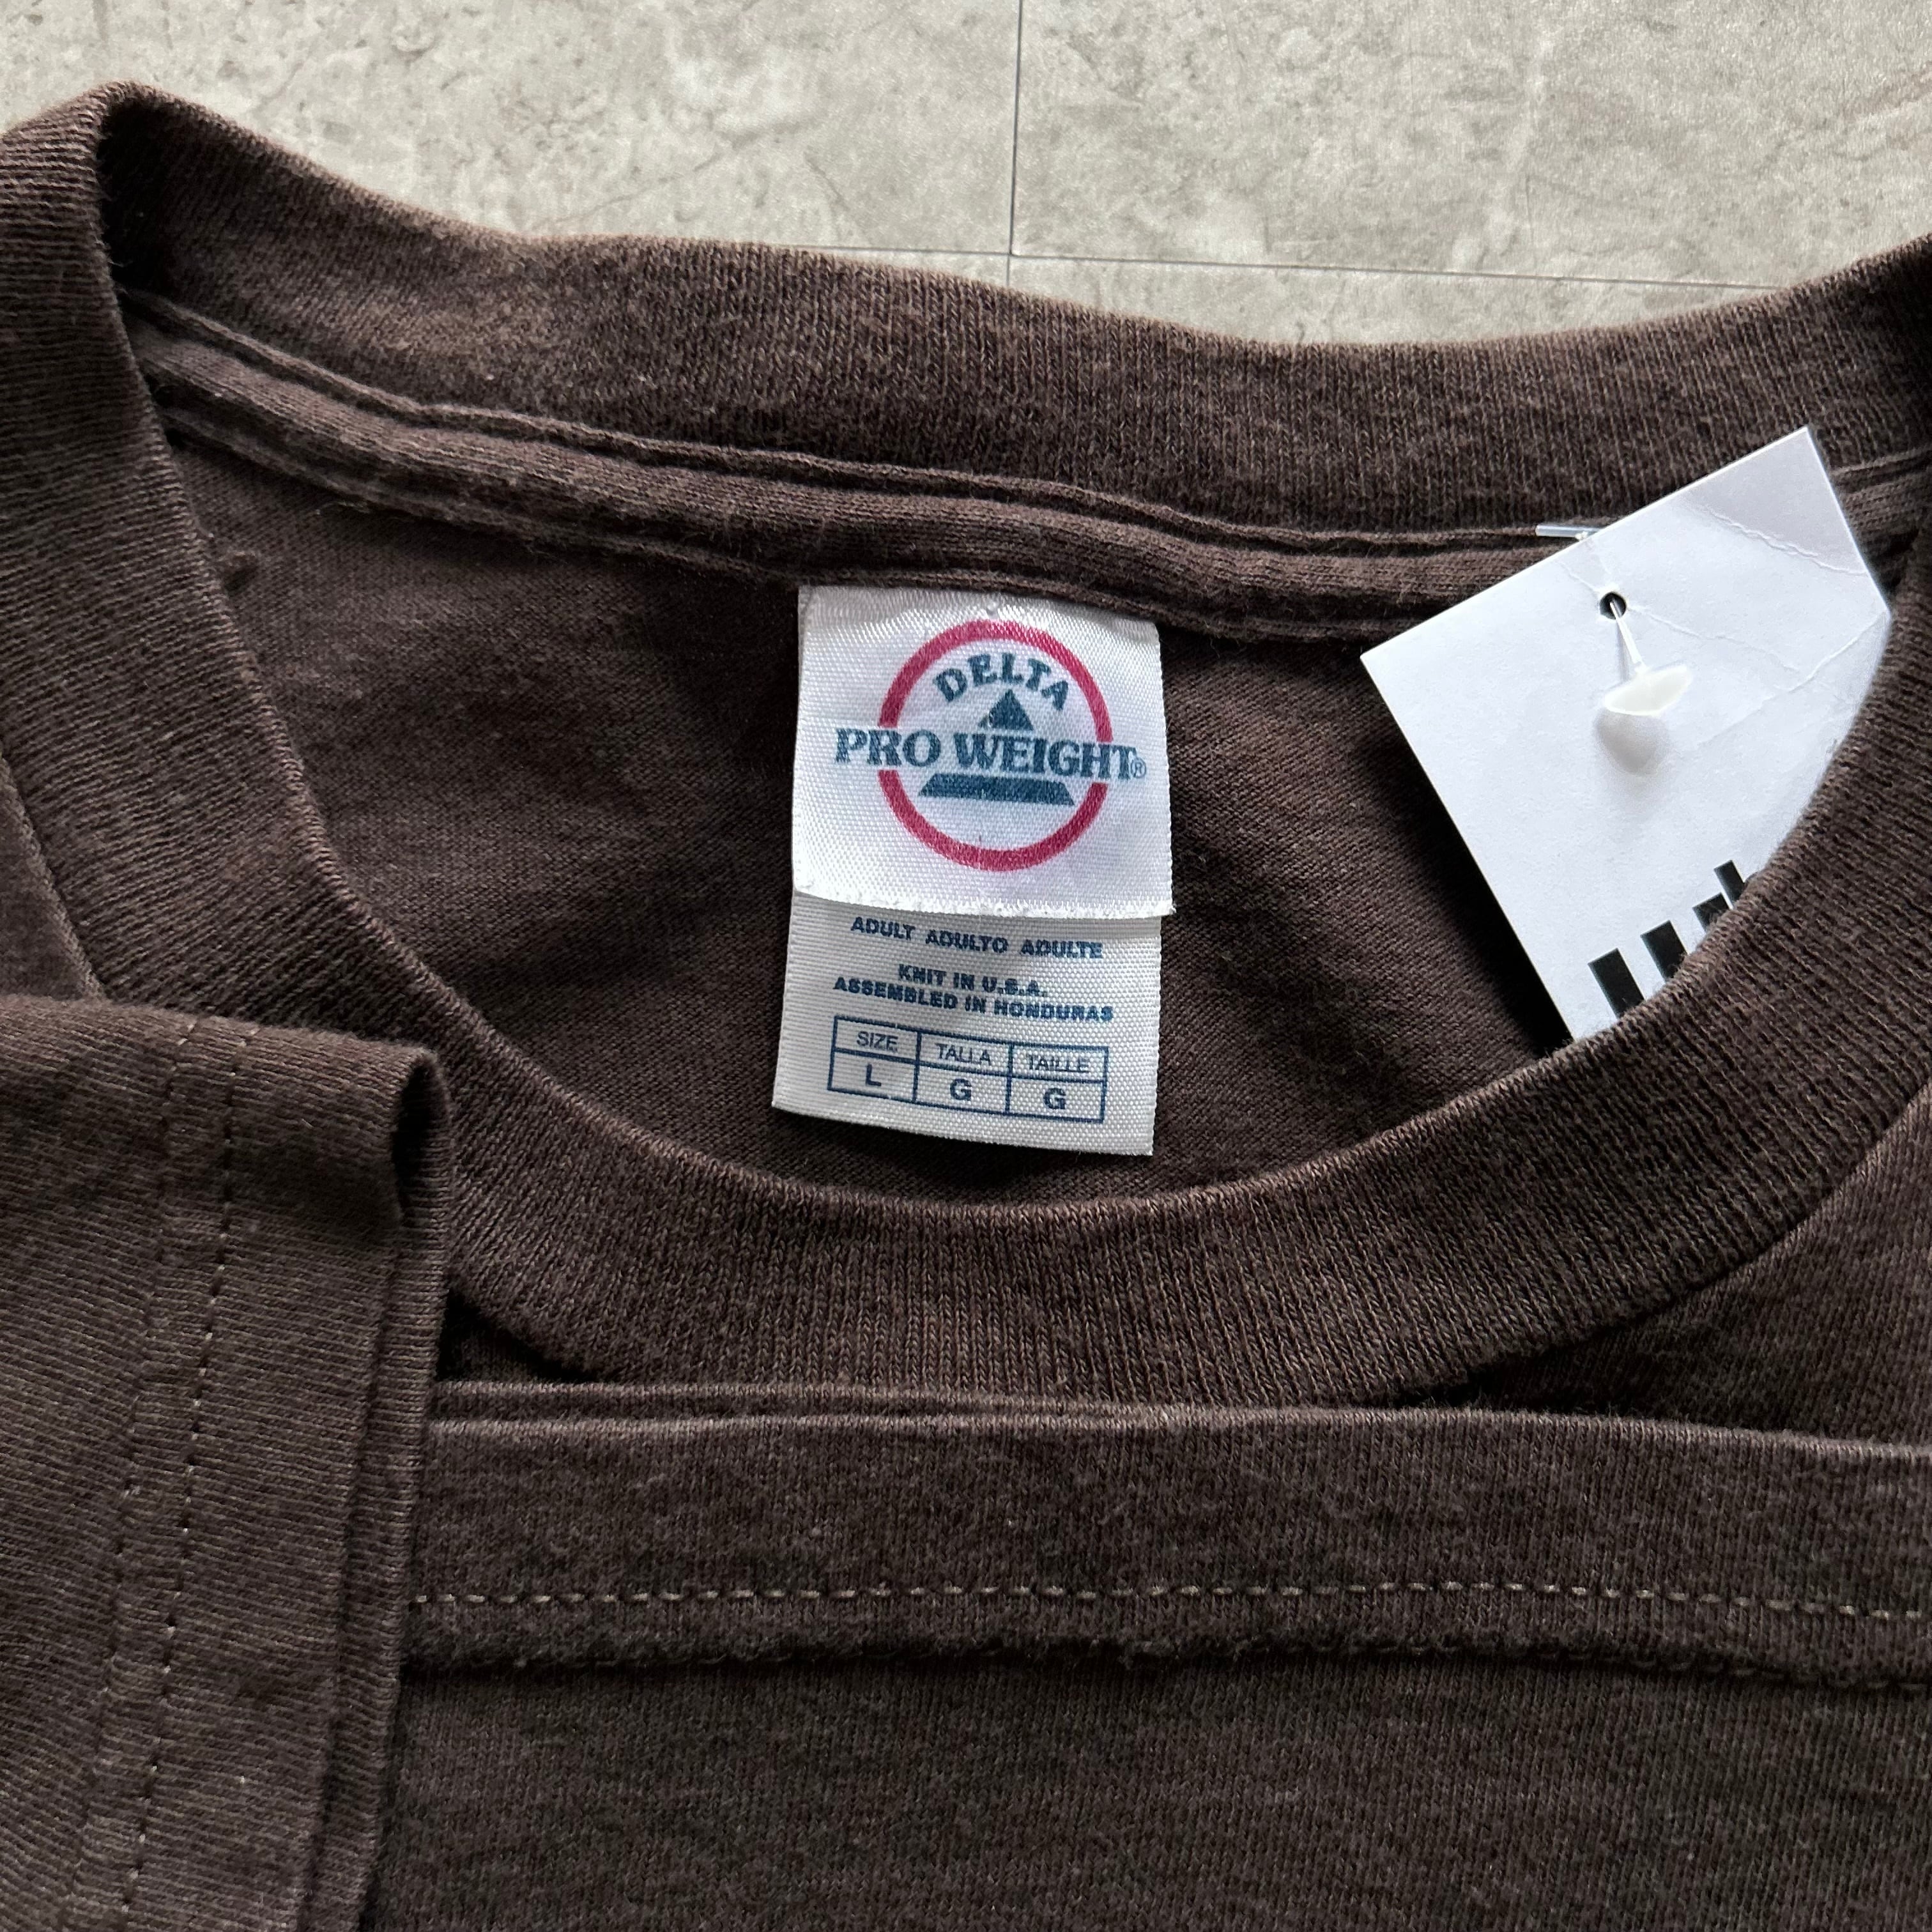 DELTA
PRO WEIGHT®
ADULT ADULTO ADULTE
KNIT IN U.S.A.
ASSEMBLED IN HONDURAS
SIZE TALLA TAILLE
L G G